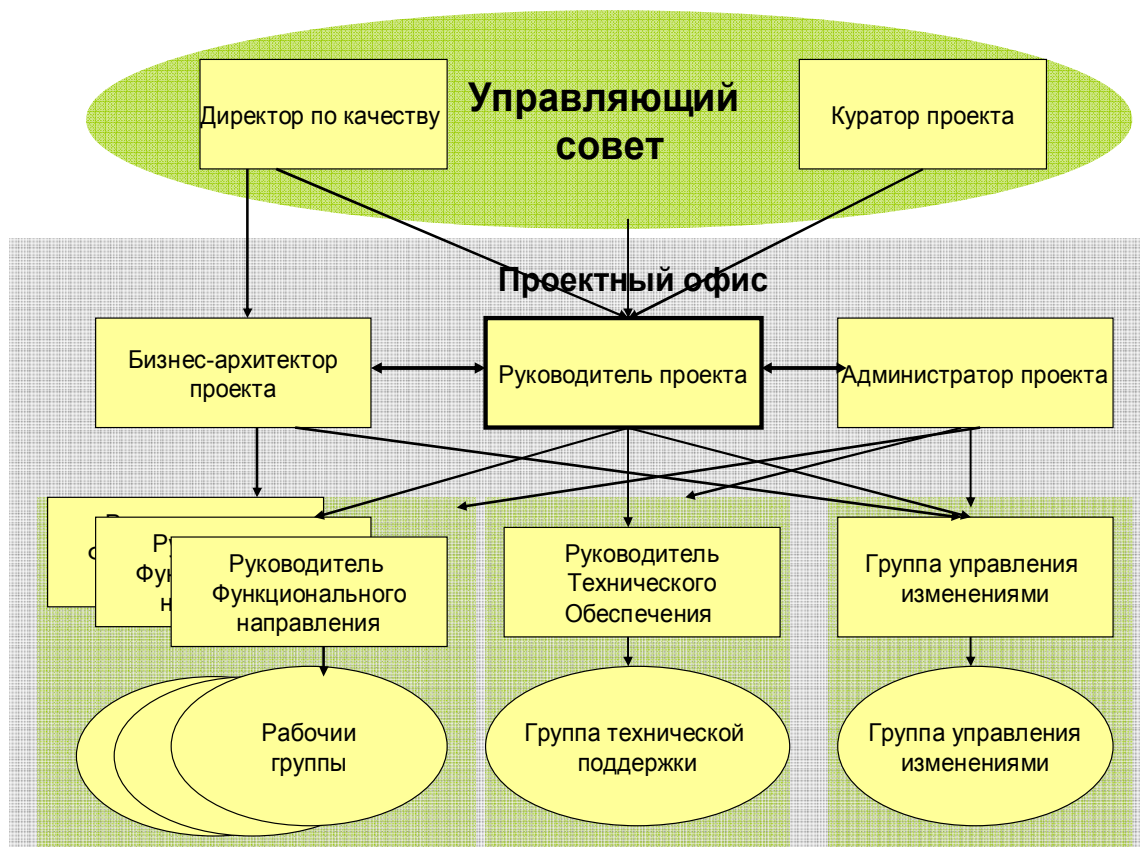 Директор по качеству
Управляющий
совет
Куратор проекта
Проектный офис
Бизнес-архитектор
проекта
Руководитель проекта
Администратор проекта
Руководитель
Функционального
направления
Руководитель
Технического
Обеспечения
Группа управления
изменениями
Рабочии
группы
Группа технической
поддержки
Группа управления
изменениями